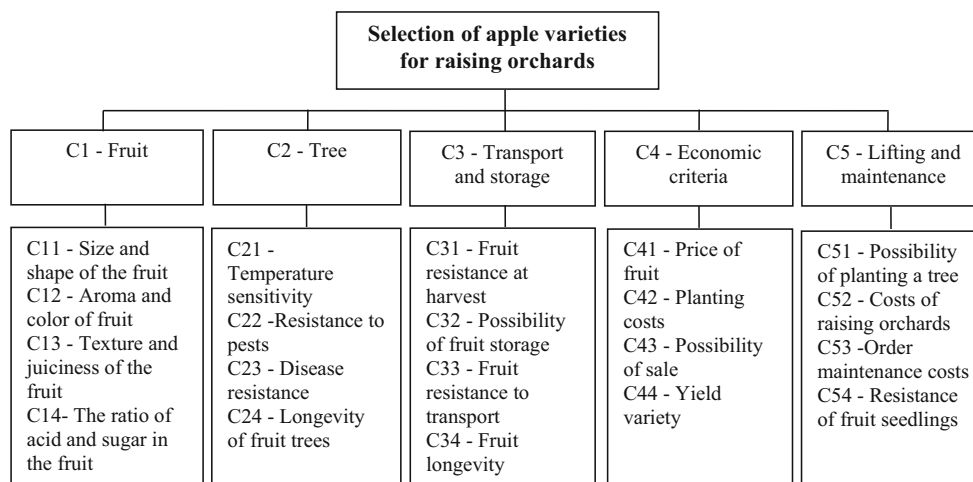 Selection of apple varieties
for raising orchards
C1 - Fruit
C2 - Tree
C3 - Transport
and storage
C4 - Economic
criteria
C5 - Lifting and
maintenance
C11 - Size and
shape of the fruit
C12 - Aroma and
color of fruit
C13 - Texture and
juiciness of the
fruit
C14- The ratio of
acid and sugar in
the fruit
C21 -
Temperature
sensitivity
C22 -Resistance to
pests
C23 - Disease
resistance
C24 - Longevity
of fruit trees
C31 - Fruit
resistance at
harvest
C32 - Possibility
of fruit storage
C33 - Fruit
resistance to
transport
C34 - Fruit
longevity
C41 - Price of
fruit
C42 - Planting
costs
C43 - Possibility
of sale
C44 - Yield
variety
C51 - Possibility
of planting a tree
C52 - Costs of
raising orchards
C53 -Order
maintenance costs
C54 - Resistance
of fruit seedlings